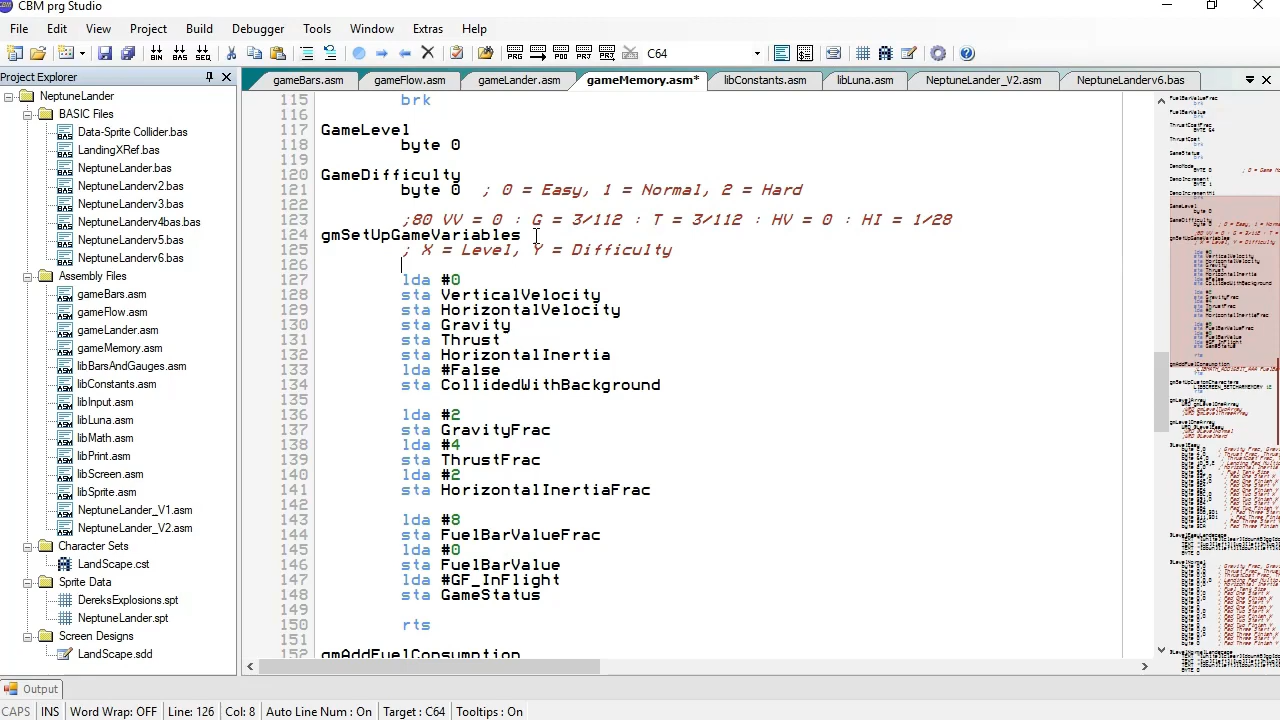 CBM prg Studio
File Edit View Project Build Debugger Tools Window Extras Help
C64
Project Explorer
gameBars.asm gameFlow.asm gameLander.asm gameMemory.asm* libConstants.asm libLuna.asm NeptuneLander_V2.asm NeptuneLanderv6.bas
NeptuneLander
BASIC Files
Data-Sprite Collider.bas
LandingXRef.bas
NeptuneLander.bas
NeptuneLanderv2.bas
NeptuneLanderv3.bas
NeptuneLanderv4bas.bas
NeptuneLanderv5.bas
NeptuneLanderv6.bas
Assembly Files
gameBars.asm
gameFlow.asm
gameLander.asm
gameMemory.asm
libBarsAndGauges.asm
libConstants.asm
libInput.asm
libLuna.asm
libMath.asm
libPrint.asm
libScreen.asm
libSprite.asm
NeptuneLander_V1.asm
NeptuneLander_V2.asm
Character Sets
LandScape.cst
Sprite Data
DereksExplosions.spt
NeptuneLander.spt
Screen Designs
LandScape.sdd
115 brk
116
117 GameLevel
118 byte 0
119
120 GameDifficulty
121 byte 0 ; 0 = Easy, 1 = Normal, 2 = Hard
122
123 ;80 VV = 0 : G = 3/112 : T = 3/112 : HV = 0 : HI = 1/28
124 gmSetUpGameVariables
125 ; X = Level, Y = Difficulty
126
127 lda #0
128 sta VerticalVelocity
129 sta HorizontalVelocity
130 sta Gravity
131 sta Thrust
132 sta HorizontalInertia
133 lda #False
134 sta CollidedWithBackground
135
136 lda #2
137 sta GravityFrac
138 lda #4
139 sta ThrustFrac
140 lda #2
141 sta HorizontalInertiaFrac
142
143 lda #8
144 sta FuelBarValueFrac
145 lda #0
146 sta FuelBarValue
147 lda #GF_InFlight
148 sta GameStatus
149
150 rts
151
152 gmAddFuelConsumption
Output
CAPS INS Word Wrap: OFF Line: 126 Col: 8 Auto Line Num : On Target : C64 Tooltips : On